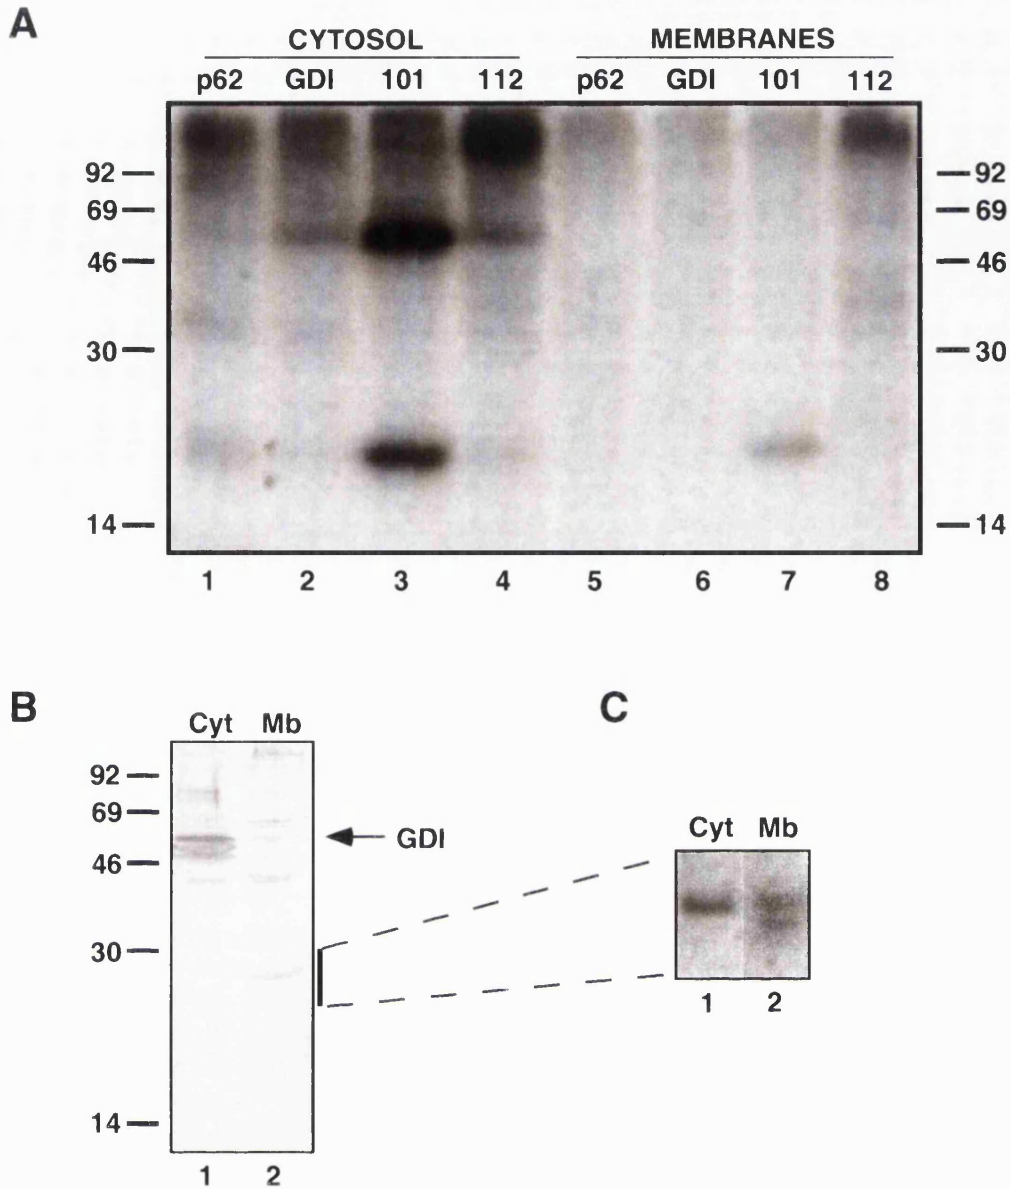 A
CYTOSOL MEMBRANES
p62 GDI 101 112 p62 GDI 101 112
92 92
69 69
46 46
30 30
14 14
1 2 3 4 5 6 7 8
B C
Cyt Mb
92
69
46
30
14
GDI
1 2
Cyt Mb
1 2